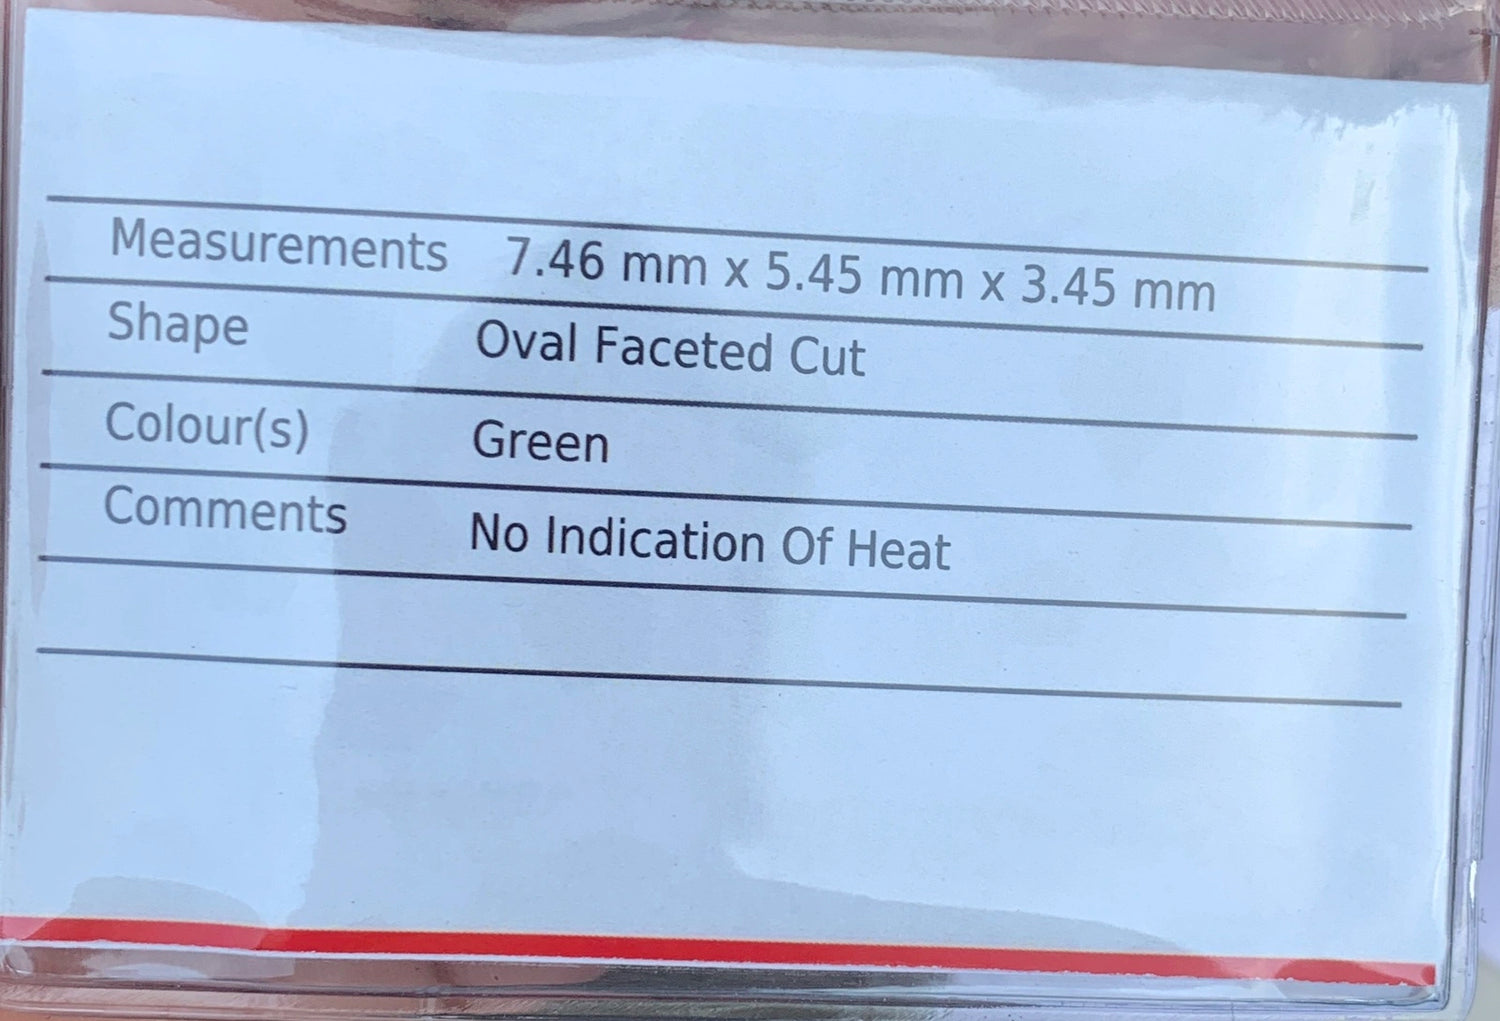 Measurements 7.46 mm x 5.45 mm x 3.45 mm
Shape Oval Faceted Cut
Colour(s) Green
Comments No Indication Of Heat